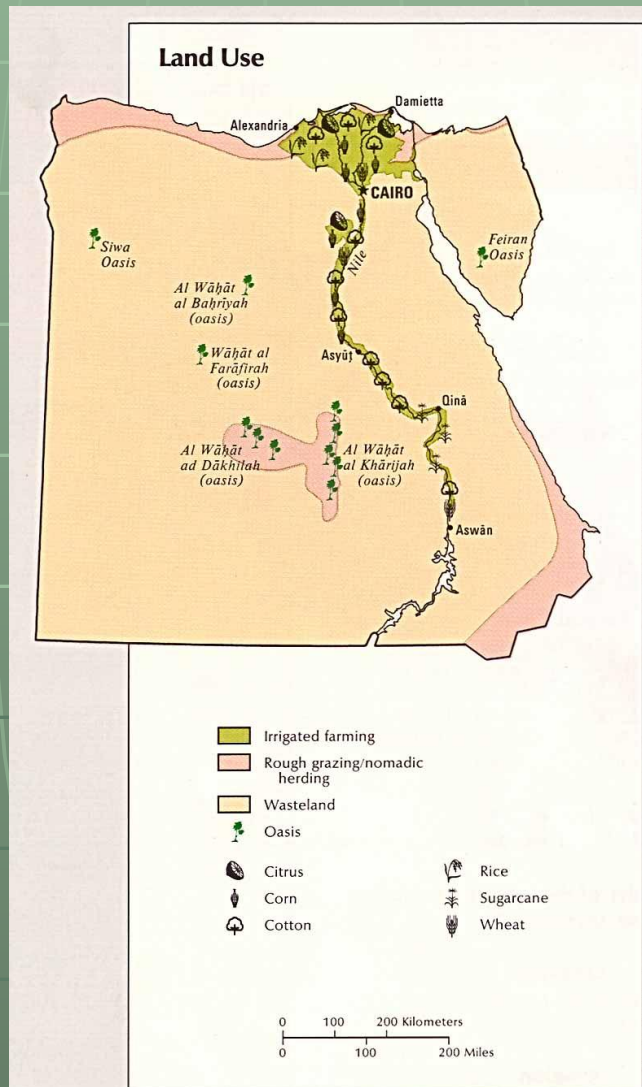 Land Use
Damietta
Alexandria
CAIRO
Siwa
Oasis
Feiran
Oasis
Nile
Al Wāḥāt
al Baḥrīyah
(oasis)
Wāḥāt al
Farāfirah
(oasis)
Asyūṭ
Qinā
Al Wāḥāt
ad Dākhilah
(oasis)
Al Wāḥāt
al Khārijah
(oasis)
Aswān
Irrigated farming
Rough grazing/nomadic
herding
Wasteland
Oasis
Citrus
Corn
Cotton
Rice
Sugarcane
Wheat
0 100 200 Kilometers
0 100 200 Miles